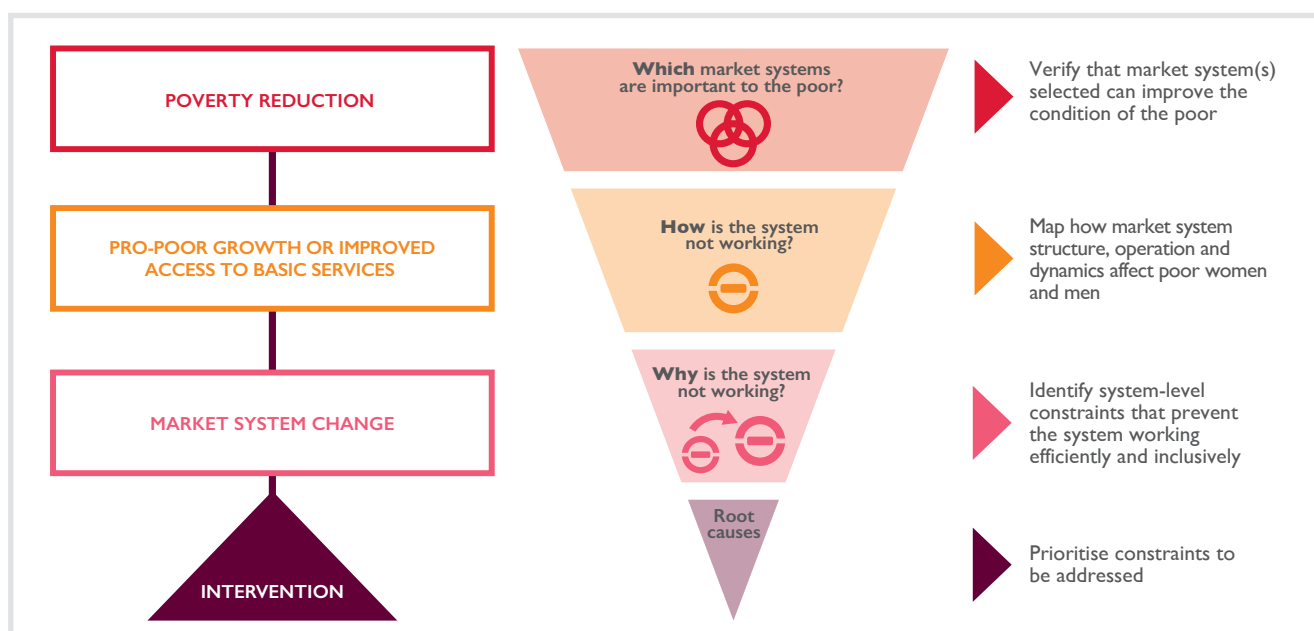 POVERTY REDUCTION
Which market systems
are important to the poor?
Verify that market system(s)
selected can improve the
condition of the poor
PRO-POOR GROWTH OR IMPROVED
ACCESS TO BASIC SERVICES
How is the system
not working?
Map how market system
structure, operation and
dynamics affect poor women
and men
MARKET SYSTEM CHANGE
Why is the system
not working?
Identify system-level
constraints that prevent
the system working
efficiently and inclusively
INTERVENTION
Root
causes
Prioritise constraints to
be addressed